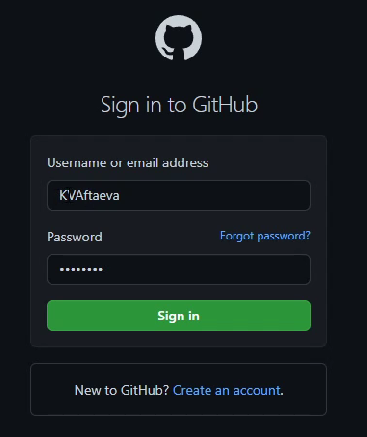 Sign in to GitHub
Username or email address
KVAftaeva
Password Forgot password?
••••••••
Sign in
New to GitHub? Create an account.